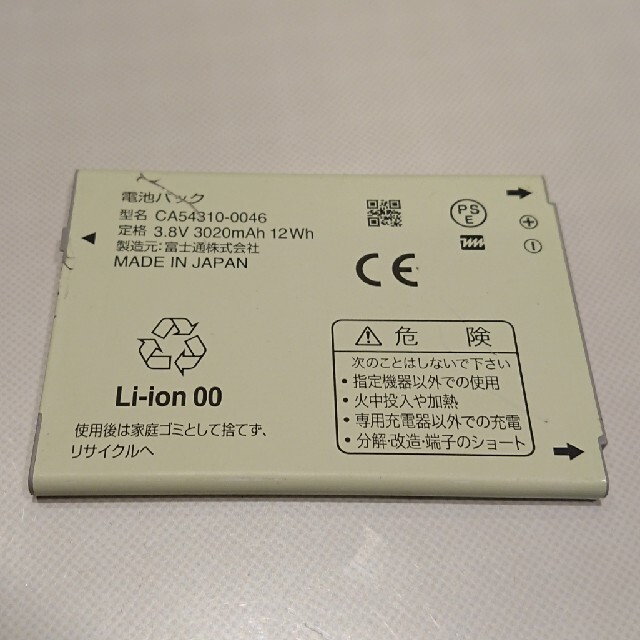 電池パック
型名 CA54310-0046
定格 3.8V 3020mAh 12Wh
製造元:富士通株式会社
MADE IN JAPAN
PS
E
CE
Li-ion 00
使用後は家庭ゴミとして捨てず、
リサイクルへ
危 険
次のことはしないで下さい
・指定機器以外での使用
・火中投入や加熱
・専用充電器以外での充電
・分解・改造・端子のショート